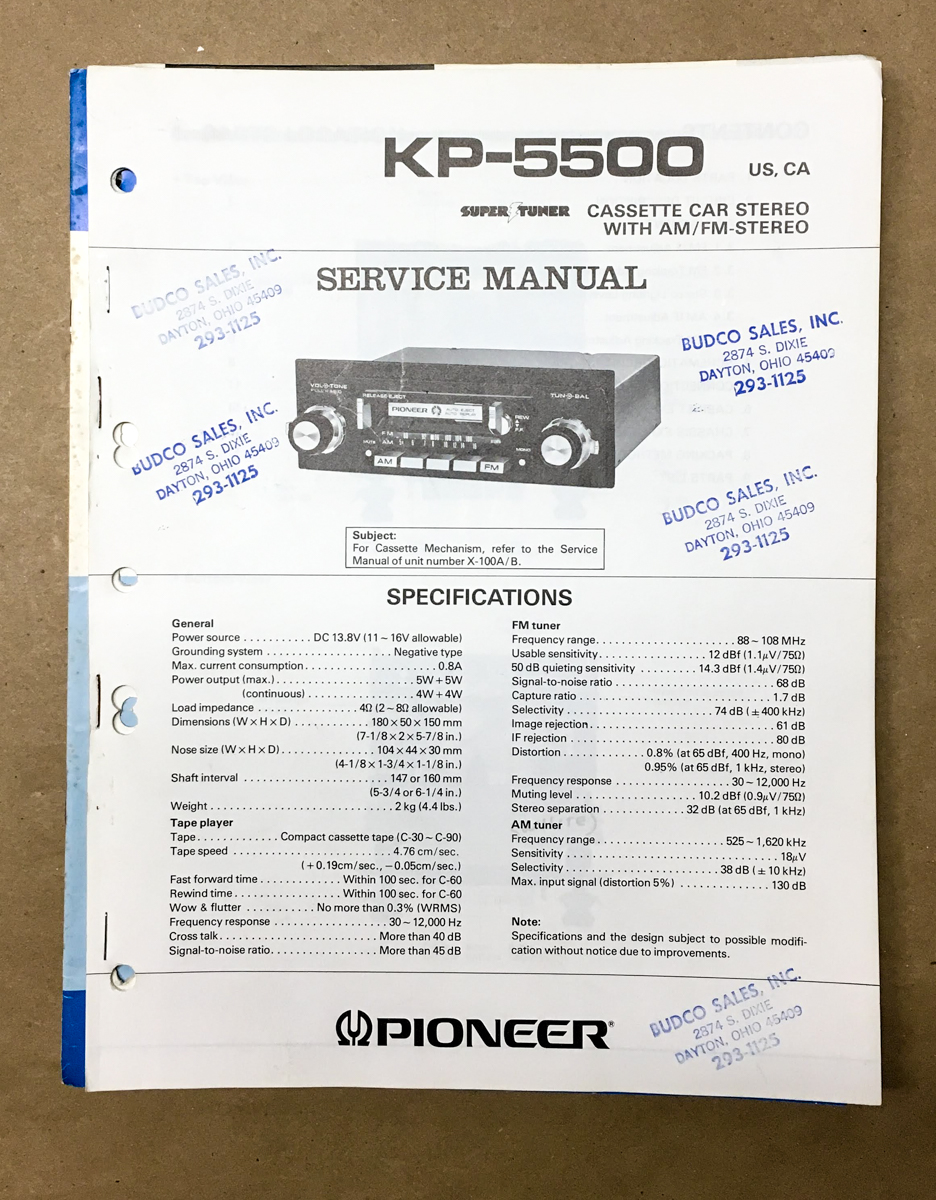 KP-5500 US, CA
SUPER TUNER CASSETTE CAR STEREO
WITH AM/FM-STEREO
SERVICE MANUAL
BUDCO SALES, INC.
2874 S. DIXIE
DAYTON, OHIO 45409
293-1125
BUDCO SALES, INC.
2874 S. DIXIE
DAYTON, OHIO 45409
293-1125
VOL TONE
RELEASE/EJECT
TUN BAL
PIONEER
AUTO EJECT
AUTO REPLAY
REW
FF
FM
AM
MUTE
MONO
AM
FM
BUDCO SALES, INC.
2874 S. DIXIE
DAYTON, OHIO 45409
293-1125
BUDCO SALES, INC.
2874 S. DIXIE
DAYTON, OHIO 45409
293-1125
Subject:
For Cassette Mechanism, refer to the Service
Manual of unit number X-100A/B.
SPECIFICATIONS
General
Power source . . . . . . . . . . . DC 13.8V (11 ~ 16V allowable)
Grounding system . . . . . . . . . . . . . . . . . . . . Negative type
Max. current consumption. . . . . . . . . . . . . . . . . . . . . 0.8A
Power output (max.) . . . . . . . . . . . . . . . . . . . . . . 5W + 5W
(continuous) . . . . . . . . . . . . . . . . . 4W + 4W
Load impedance . . . . . . . . . . . . . . . 4Ω (2 ~ 8Ω allowable)
Dimensions (W × H × D) . . . . . . . . . . . . 180 × 50 × 150 mm
(7-1/8 × 2 × 5-7/8 in.)
Nose size (W × H × D) . . . . . . . . . . . . . . 104 × 44 × 30 mm
(4-1/8 × 1-3/4 × 1-1/8 in.)
Shaft interval . . . . . . . . . . . . . . . . . . . . . . 147 or 160 mm
(5-3/4 or 6-1/4 in.)
Weight . . . . . . . . . . . . . . . . . . . . . . . . . . . 2 kg (4.4 lbs.)
Tape player
Tape . . . . . . . . . . . . Compact cassette tape (C-30 ~ C-90)
Tape speed . . . . . . . . . . . . . . . . . . . . . . . . 4.76 cm/sec.
(+0.19cm/sec., −0.05cm/sec.)
Fast forward time . . . . . . . . . . . . Within 100 sec. for C-60
Rewind time . . . . . . . . . . . . . . . . Within 100 sec. for C-60
Wow & flutter . . . . . . . . . . . . No more than 0.3% (WRMS)
Frequency response . . . . . . . . . . . . . . . . . 30 ~ 12,000 Hz
Cross talk . . . . . . . . . . . . . . . . . . . . . . . More than 40 dB
Signal-to-noise ratio . . . . . . . . . . . . . . . . More than 45 dB
FM tuner
Frequency range . . . . . . . . . . . . . . . . . . . . . 88 ~ 108 MHz
Usable sensitivity . . . . . . . . . . . . . . . . 12 dBf (1.1μV/75Ω)
50 dB quieting sensitivity . . . . . . . . . 14.3 dBf (1.4μV/75Ω)
Signal-to-noise ratio . . . . . . . . . . . . . . . . . . . . . . . . 68 dB
Capture ratio . . . . . . . . . . . . . . . . . . . . . . . . . . . . 1.7 dB
Selectivity . . . . . . . . . . . . . . . . . . . . . 74 dB (± 400 kHz)
Image rejection . . . . . . . . . . . . . . . . . . . . . . . . . . . 61 dB
IF rejection . . . . . . . . . . . . . . . . . . . . . . . . . . . . . . 80 dB
Distortion . . . . . . . . . . . . 0.8% (at 65 dBf, 400 Hz, mono)
0.95% (at 65 dBf, 1 kHz, stereo)
Frequency response . . . . . . . . . . . . . . . . . 30 ~ 12,000 Hz
Muting level . . . . . . . . . . . . . . . . . . 10.2 dBf (0.9μV/75Ω)
Stereo separation . . . . . . . . . . . . 32 dB (at 65 dBf, 1 kHz)
AM tuner
Frequency range . . . . . . . . . . . . . . . . . . . 525 ~ 1,620 kHz
Sensitivity . . . . . . . . . . . . . . . . . . . . . . . . . . . . . . . . 18μV
Selectivity . . . . . . . . . . . . . . . . . . . . . . 38 dB (± 10 kHz)
Max. input signal (distortion 5%) . . . . . . . . . . . . . 130 dB
Note:
Specifications and the design subject to possible modifi-
cation without notice due to improvements.
PIONEER®
BUDCO SALES, INC.
2874 S. DIXIE
DAYTON, OHIO 45409
293-1125